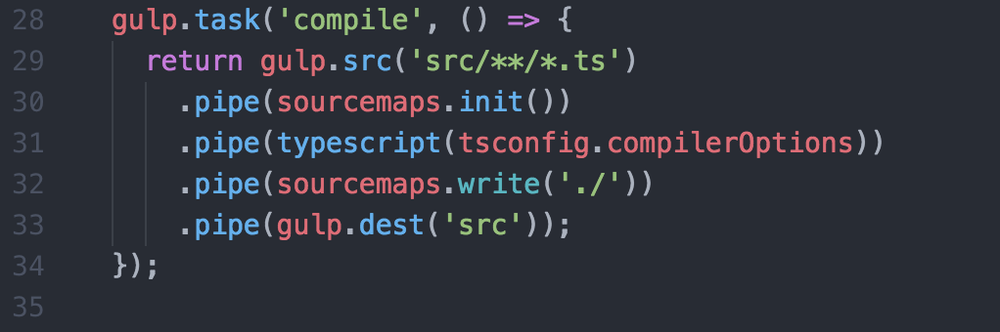 28 gulp.task('compile', () => {
29 return gulp.src('src/**/*.ts')
30 .pipe(sourcemaps.init())
31 .pipe(typescript(tsconfig.compilerOptions))
32 .pipe(sourcemaps.write('./'))
33 .pipe(gulp.dest('src'));
34 });
35